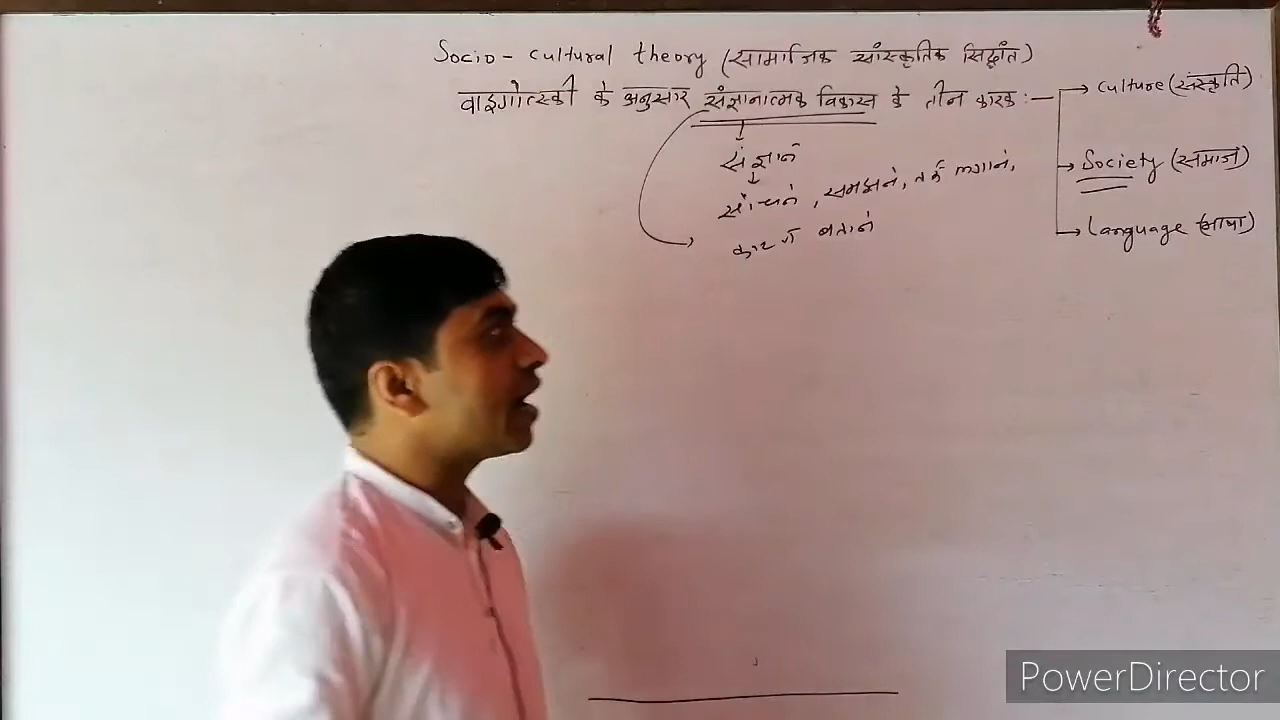 Socio - Cultural theory (सामाजिक सांस्कृतिक सिद्धांत)
वाइगोत्स्की के अनुसार संज्ञानात्मक विकास के तीन कारक :-
Culture (संस्कृति)
Society (समाज)
Language (भाषा)
संज्ञान
सोचने, समझने, तर्क लगाने,
कारण बताने
PowerDirector